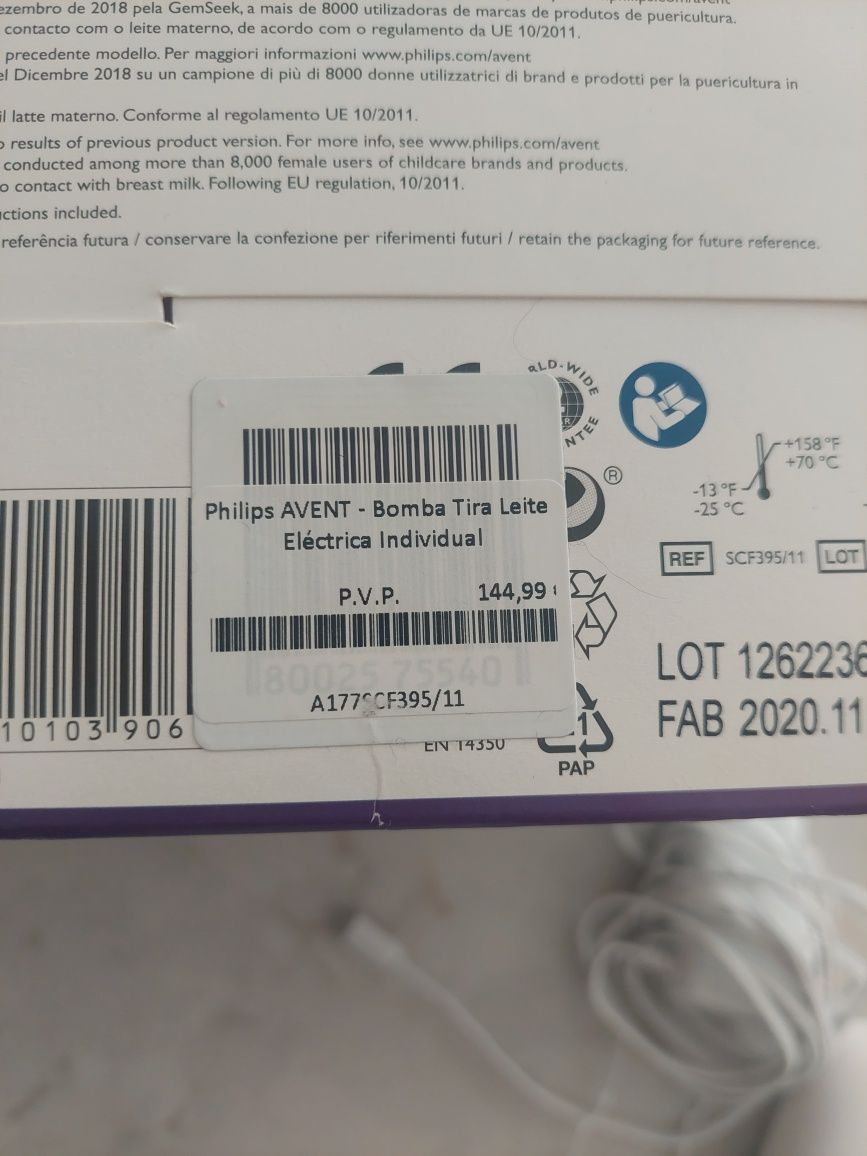 ezembro de 2018 pela GemSeek, a mais de 8000 utilizadoras de marcas de produtos de puericultura.
contacto com o leite materno, de acordo com o regulamento da UE 10/2011.
precedente modello. Per maggiori informazioni www.philips.com/avent
el Dicembre 2018 su un campione di più di 8000 donne utilizzatrici di brand e prodotti per la puericultura in
il latte materno. Conforme al regolamento UE 10/2011.
o results of previous product version. For more info, see www.philips.com/avent
conducted among more than 8,000 female users of childcare brands and products.
o contact with breast milk. Following EU regulation, 10/2011.
ctions included.
referência futura / conservare la confezione per riferimenti futuri / retain the packaging for future reference.
RLD-WIDE
NTEE
®
+158 °F
+70 °C
-13 °F
-25 °C
REF SCF395/11 LOT
Philips AVENT - Bomba Tira Leite
Eléctrica Individual
P.V.P. 144,99
80025 75540
A177SCF395/11
LOT 1262236
FAB 2020.11
10103 906
EN 14350
PAP